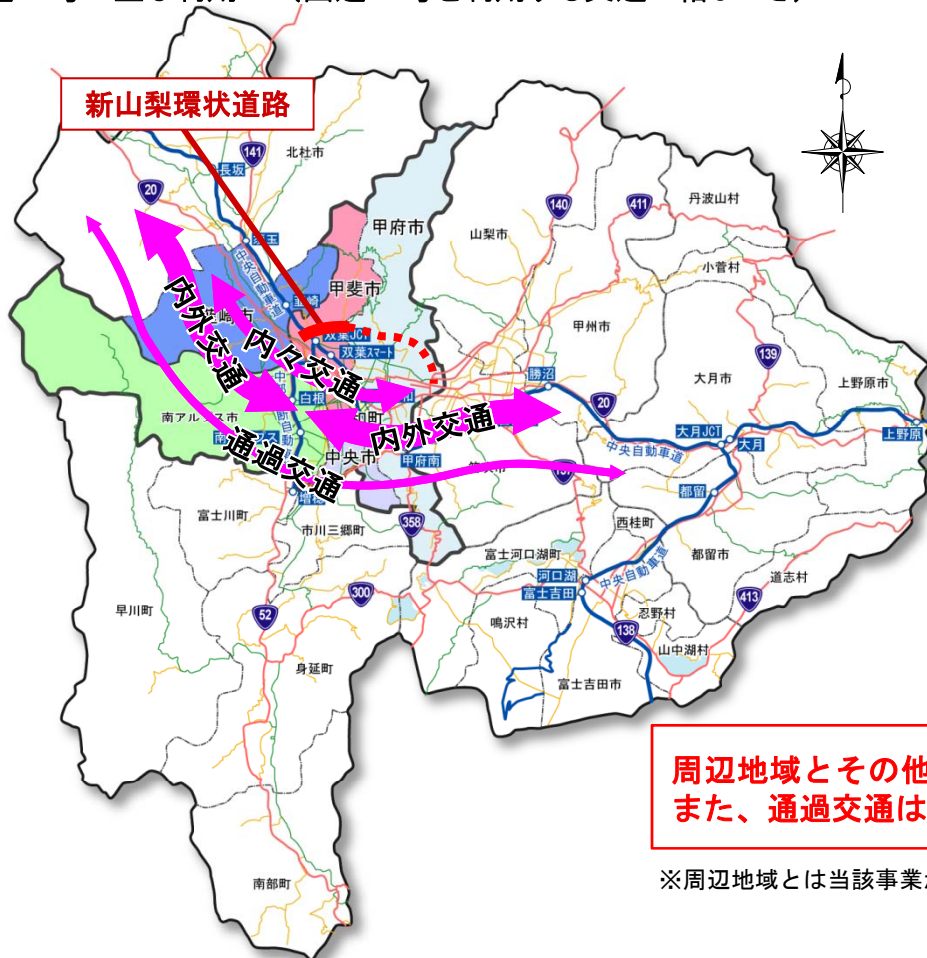 新山梨環状道路
141
北杜市
長坂
20
140
411
丹波山村
甲府市
山梨市
小菅村
須玉
中央自動車道
韮崎
甲斐市
甲州市
139
双葉JCT
双葉スマート
大月市
上野原市
内外交通
内々交通
勝沼
20
白根
大月JCT
大月
上野原
南アルプス市
内外交通
中央自動車道
通過交通
中央市
甲府南
都留
富士川町
市川三郷町
358
西桂町
都留市
富士河口湖町
中央自動車道
道志村
河口湖
早川町
300
富士吉田
忍野村
413
52
鳴沢村
138
山中湖村
身延町
富士吉田市
周辺地域とその他
また、通過交通は
※周辺地域とは当該事業
南部町